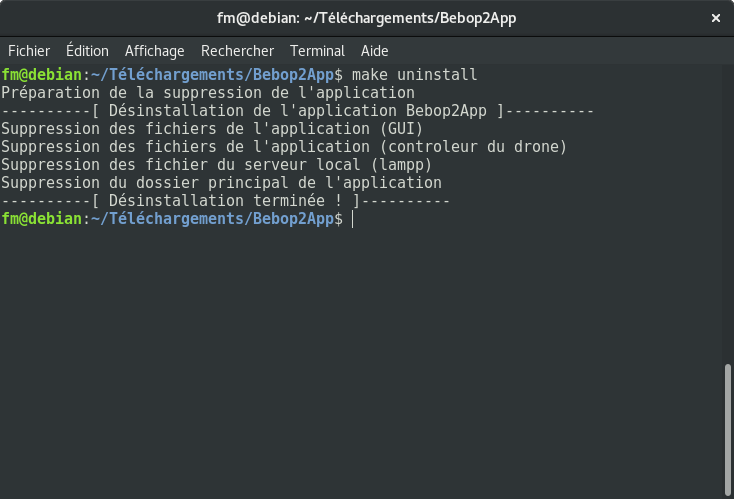 fm@debian: ~/Téléchargements/Bebop2App
×
Fichier Édition Affichage Rechercher Terminal Aide
fm@debian:~/Téléchargements/Bebop2App$ make uninstall
Préparation de la suppression de l'application
----------[ Désinstallation de l'application Bebop2App ]----------
Suppression des fichiers de l'application (GUI)
Suppression des fichiers de l'application (controleur du drone)
Suppression des fichier du serveur local (lampp)
Suppression du dossier principal de l'application
----------[ Désinstallation terminée ! ]----------
fm@debian:~/Téléchargements/Bebop2App$